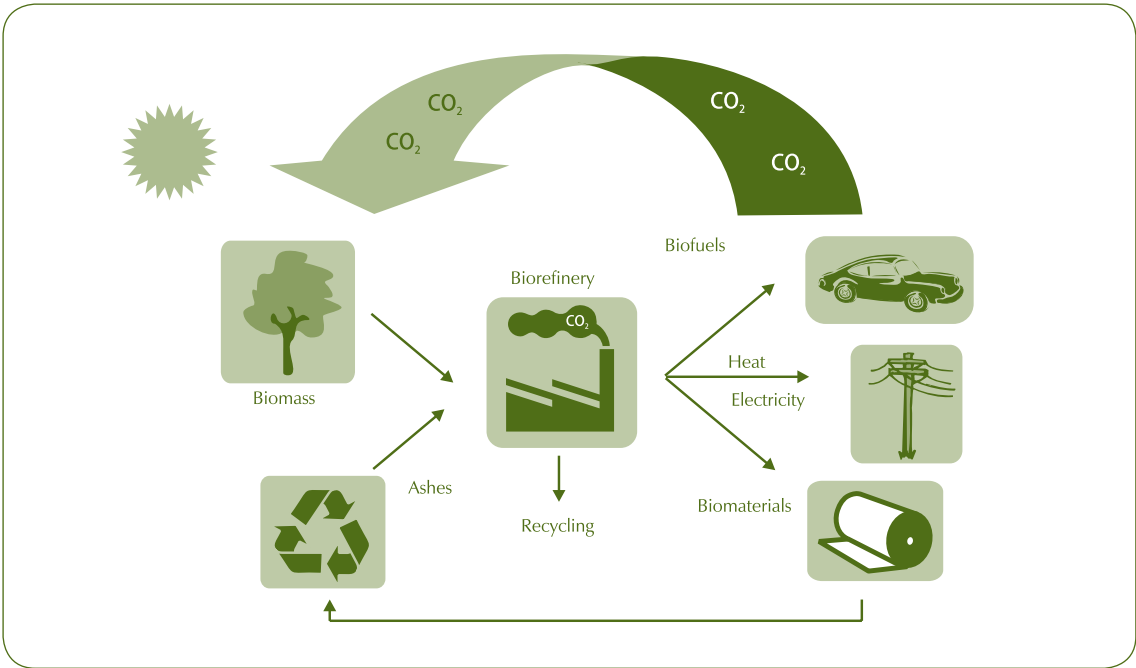 CO₂
CO₂
CO₂
CO₂
Biofuels
Biorefinery
CO₂
Heat
Electricity
Biomass
Ashes
Biomaterials
Recycling